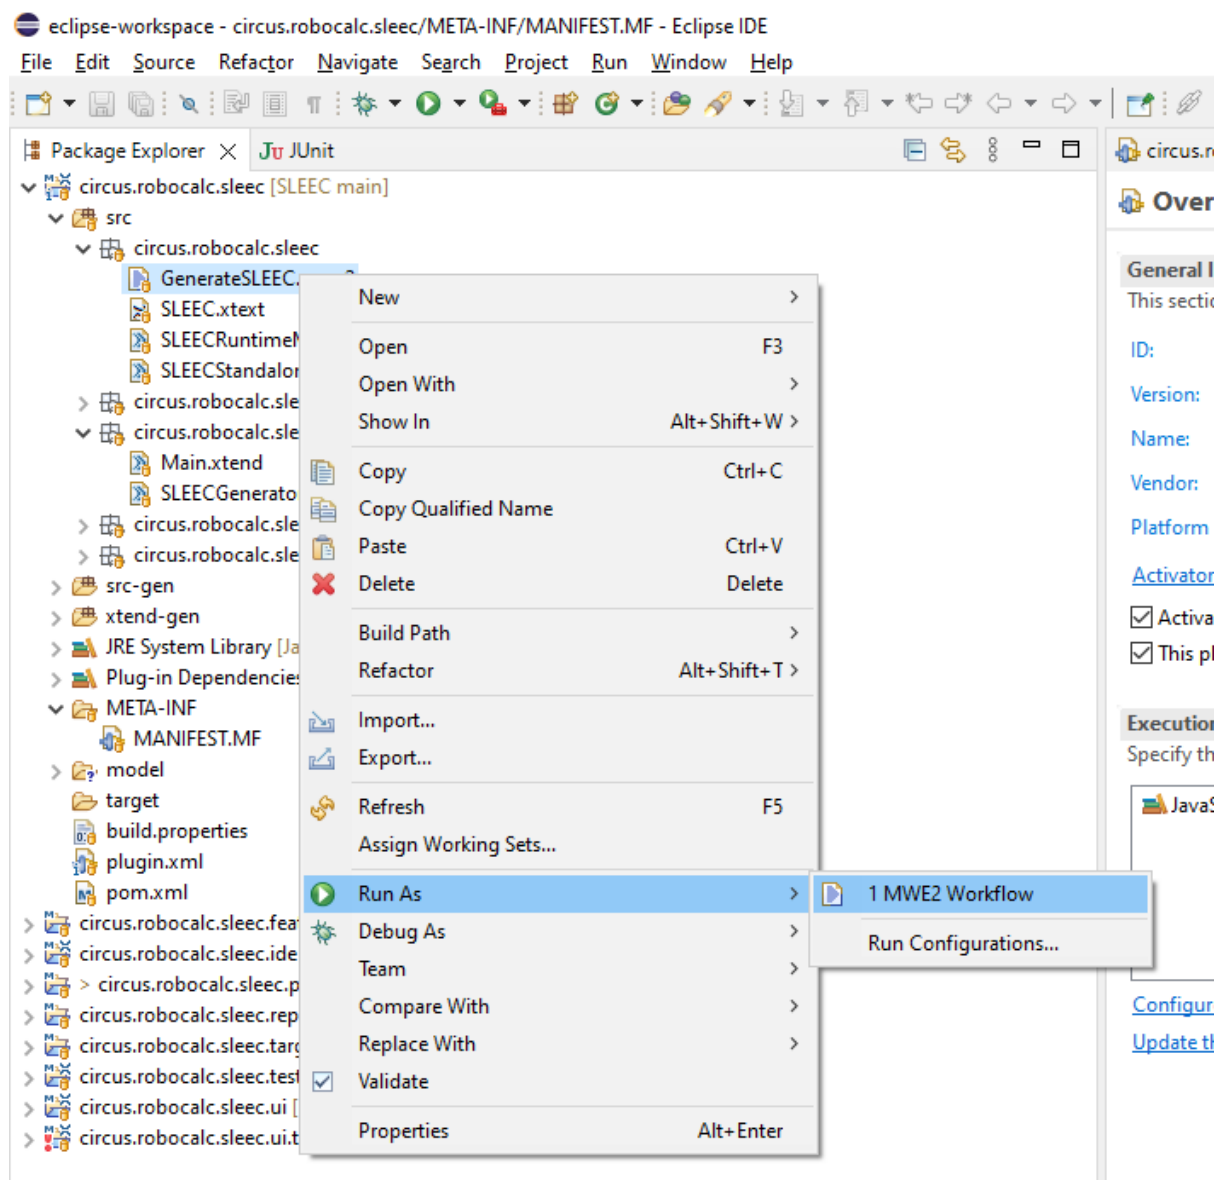 eclipse-workspace - circus.robocalc.sleec/META-INF/MANIFEST.MF - Eclipse IDE
File Edit Source Refactor Navigate Search Project Run Window Help
Package Explorer JUnit
circus.robocalc.sleec [SLEEC main]
src
circus.robocalc.sleec
GenerateSLEEC.
SLEEC.xtext
SLEECRuntimeM
SLEECStandalon
circus.robocalc.sle
circus.robocalc.sle
Main.xtend
SLEECGenerato
circus.robocalc.sle
circus.robocalc.sle
src-gen
xtend-gen
JRE System Library [Ja
Plug-in Dependencies
META-INF
MANIFEST.MF
model
target
build.properties
plugin.xml
pom.xml
circus.robocalc.sleec.feat
circus.robocalc.sleec.ide
> circus.robocalc.sleec.p
circus.robocalc.sleec.rep
circus.robocalc.sleec.targ
circus.robocalc.sleec.test
circus.robocalc.sleec.ui [
circus.robocalc.sleec.ui.t
New
Open F3
Open With
Show In Alt+Shift+W
Copy Ctrl+C
Copy Qualified Name
Paste Ctrl+V
Delete Delete
Build Path
Refactor Alt+Shift+T
Import...
Export...
Refresh F5
Assign Working Sets...
Run As
Debug As
Team
Compare With
Replace With
Validate
Properties Alt+Enter
1 MWE2 Workflow
Run Configurations...
circus.r
Over
General I
This sectio
ID:
Version:
Name:
Vendor:
Platform
Activator
Activa
This pl
Execution
Specify th
JavaS
Configur
Update th